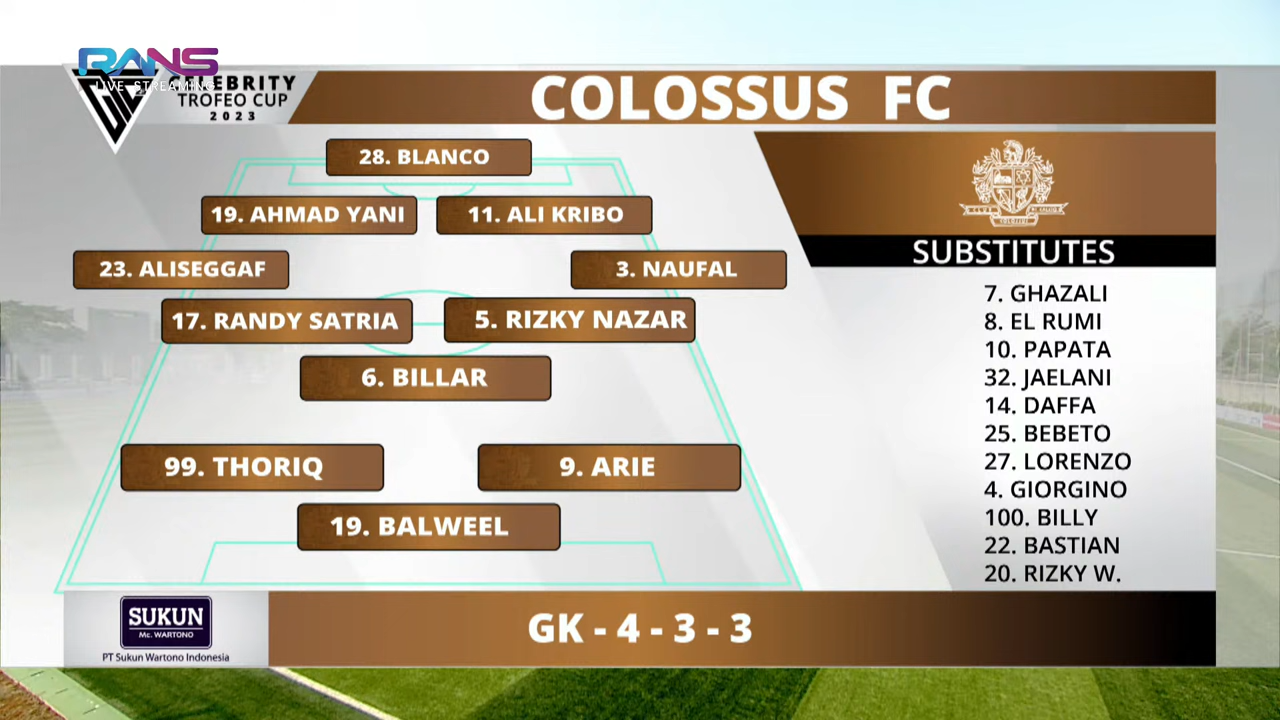 RANS
LIVE STREAMING
CELEBRITY
TROFEO CUP
2023
COLOSSUS FC
28. BLANCO
19. AHMAD YANI
11. ALI KRIBO
23. ALISEGGAF
3. NAUFAL
17. RANDY SATRIA
5. RIZKY NAZAR
6. BILLAR
99. THORIQ
9. ARIE
19. BALWEEL
SUBSTITUTES
7. GHAZALI
8. EL RUMI
10. PAPATA
32. JAELANI
14. DAFFA
25. BEBETO
27. LORENZO
4. GIORGINO
100. BILLY
22. BASTIAN
20. RIZKY W.
SUKUN
Mc. WARTONO
PT Sukun Wartono Indonesia
GK - 4 - 3 - 3